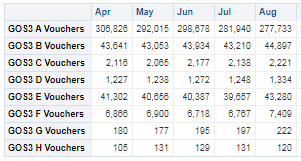 Apr May Jun Jul Aug
GOS3 A Vouchers 306,826 292,015 298,678 281,940 277,733
GOS3 B Vouchers 43,641 43,053 43,934 43,210 44,897
GOS3 C Vouchers 2,116 2,065 2,177 2,138 2,221
GOS3 D Vouchers 1,227 1,238 1,272 1,248 1,334
GOS3 E Vouchers 41,302 40,656 40,387 39,657 43,280
GOS3 F Vouchers 6,866 6,900 6,718 6,767 7,409
GOS3 G Vouchers 180 177 195 197 222
GOS3 H Vouchers 105 131 129 131 120